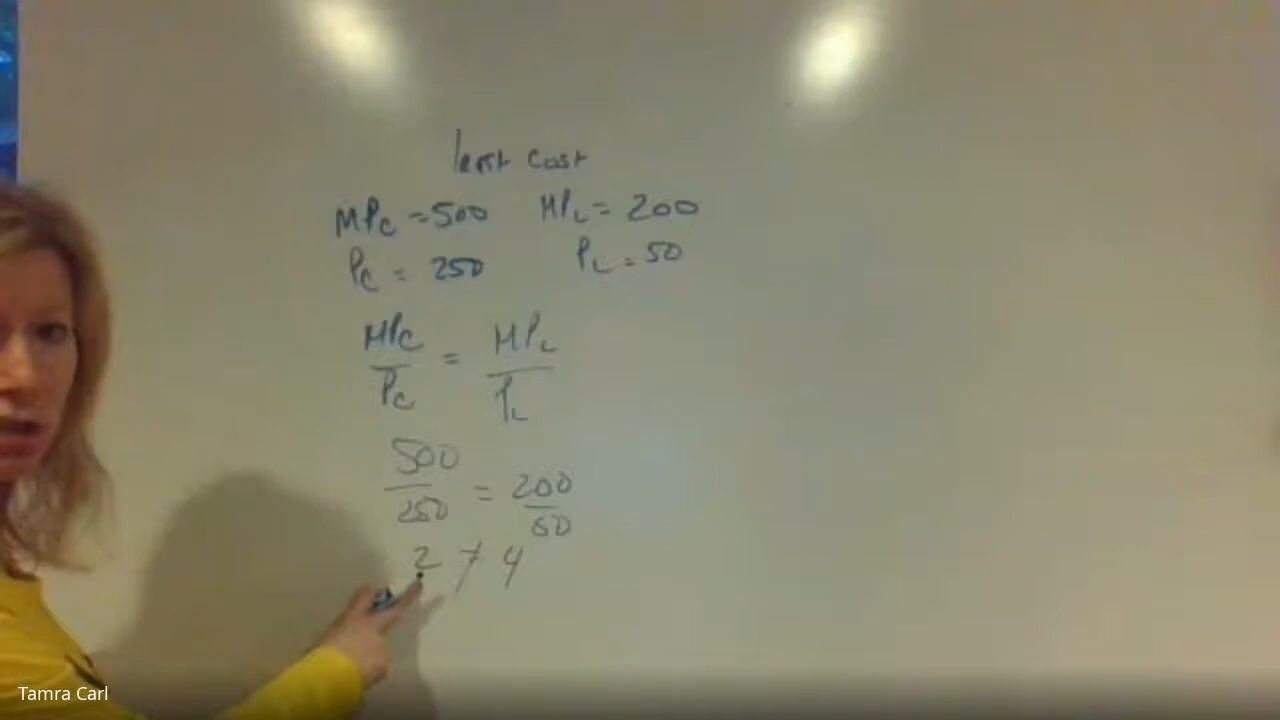 least cost
MPc = 500 MPL = 200
Pc = 250 PL = 50
MPc = MPL
Pc PL
500 = 200
250 50
2 ≠ 4
Tamra Carl